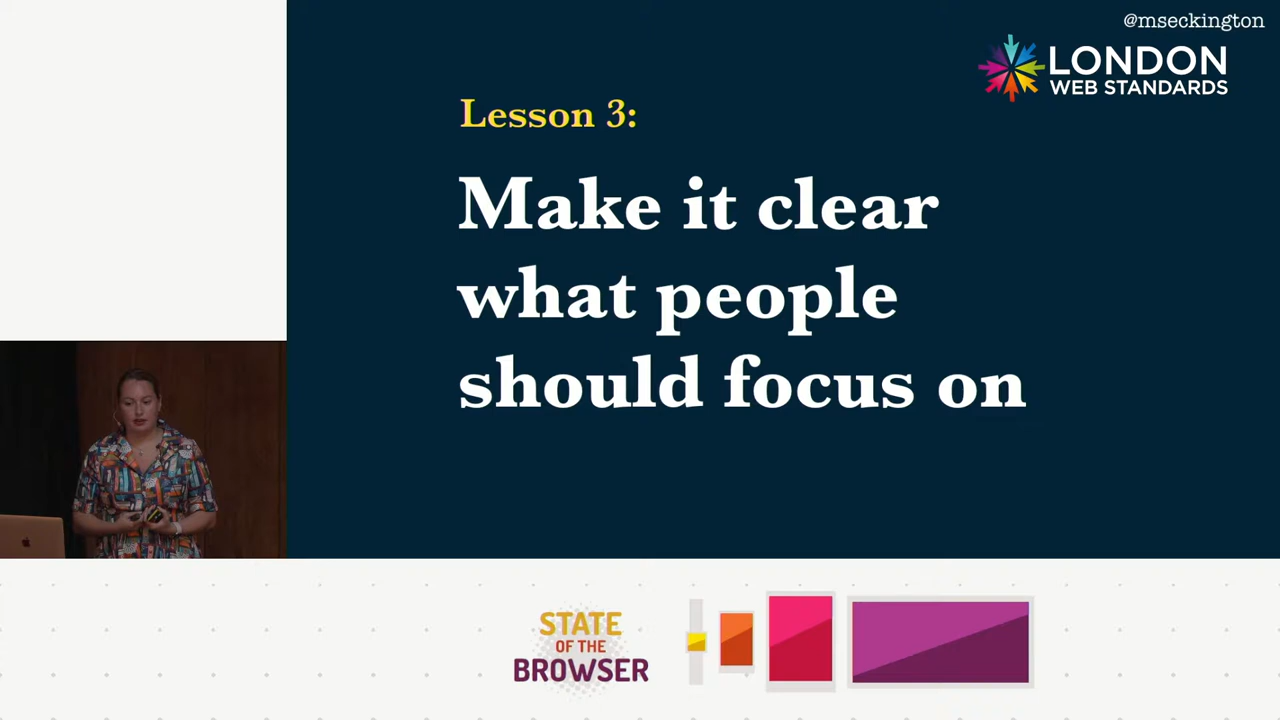 @mseckington
LONDON
WEB STANDARDS
Lesson 3:
Make it clear
what people
should focus on
STATE
OF THE
BROWSER